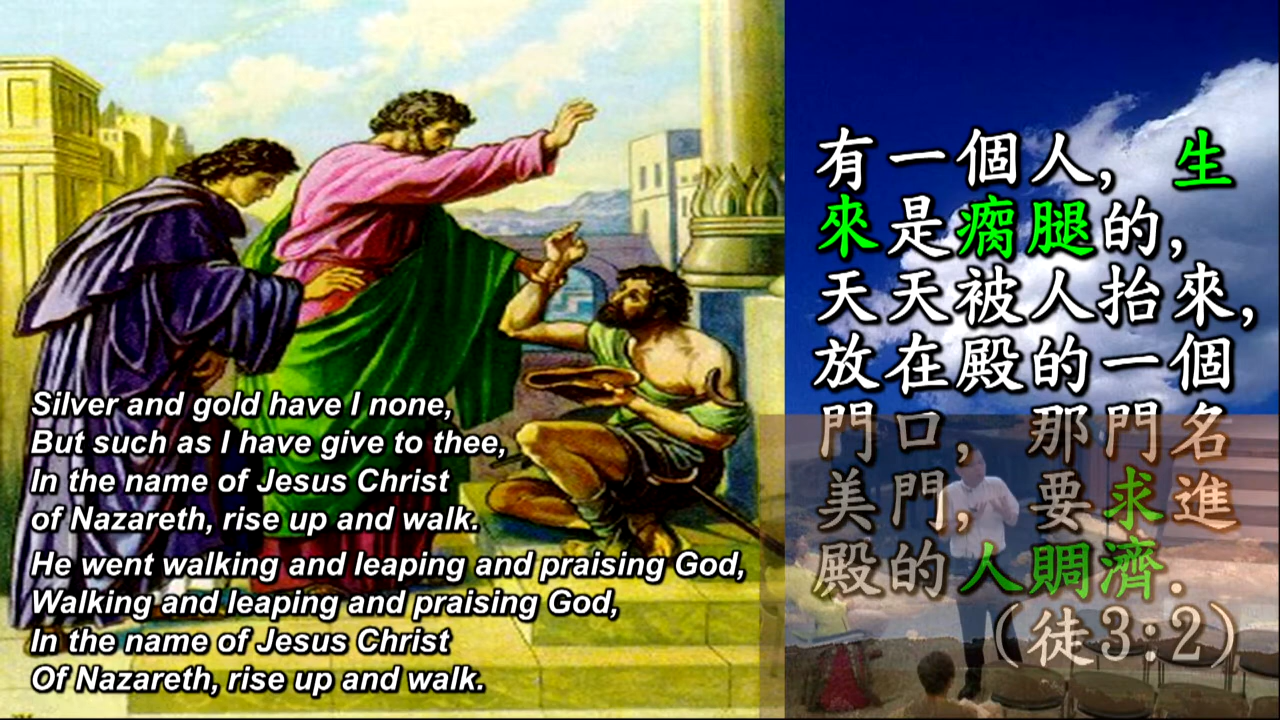 Silver and gold have I none,
But such as I have give to thee,
In the name of Jesus Christ
of Nazareth, rise up and walk.
He went walking and leaping and praising God,
Walking and leaping and praising God,
In the name of Jesus Christ
Of Nazareth, rise up and walk.
有一個人, 生
來是瘸腿的,
天天被人抬來,
放在殿的一個
門口, 那門名
美門, 要求進
殿的人賙濟.
(徒3:2)